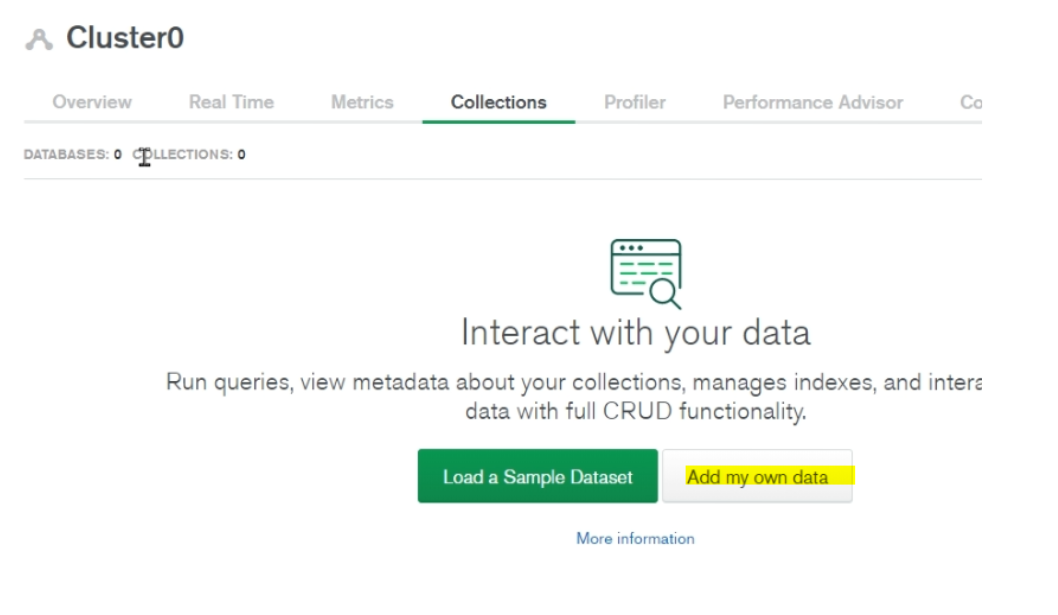 Cluster0
Overview Real Time Metrics Collections Profiler Performance Advisor Co
DATABASES: 0 COLLECTIONS: 0
Interact with your data
Run queries, view metadata about your collections, manages indexes, and intera
data with full CRUD functionality.
Load a Sample Dataset Add my own data
More information